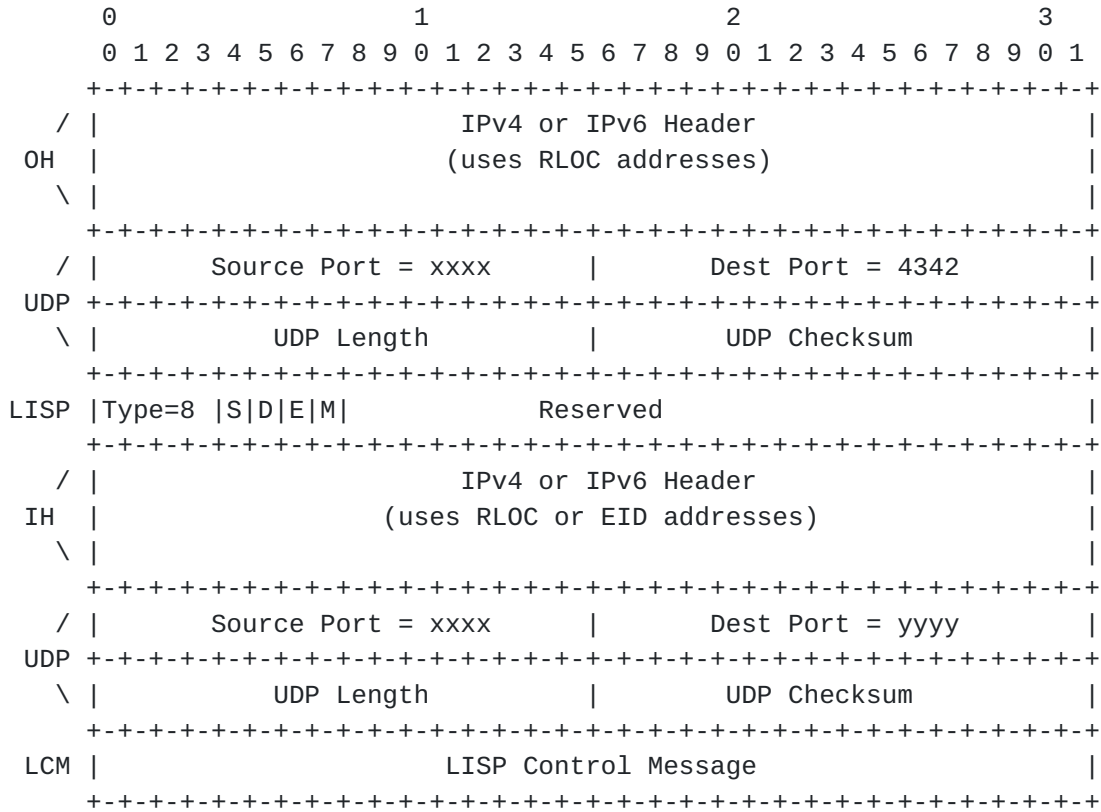 0                   1                   2                   3
        0 1 2 3 4 5 6 7 8 9 0 1 2 3 4 5 6 7 8 9 0 1 2 3 4 5 6 7 8 9 0 1
       +-+-+-+-+-+-+-+-+-+-+-+-+-+-+-+-+-+-+-+-+-+-+-+-+-+-+-+-+-+-+-+-+
     / |                       IPv4 or IPv6 Header                     |
   OH  |                      (uses RLOC addresses)                    |
     \ |                                                               |
       +-+-+-+-+-+-+-+-+-+-+-+-+-+-+-+-+-+-+-+-+-+-+-+-+-+-+-+-+-+-+-+-+
     / |       Source Port = xxxx      |       Dest Port = 4342        |
   UDP +-+-+-+-+-+-+-+-+-+-+-+-+-+-+-+-+-+-+-+-+-+-+-+-+-+-+-+-+-+-+-+-+
     \ |           UDP Length          |        UDP Checksum           |
       +-+-+-+-+-+-+-+-+-+-+-+-+-+-+-+-+-+-+-+-+-+-+-+-+-+-+-+-+-+-+-+-+
  LISP |Type=8 |S|D|E|M|            Reserved                           |
       +-+-+-+-+-+-+-+-+-+-+-+-+-+-+-+-+-+-+-+-+-+-+-+-+-+-+-+-+-+-+-+-+
     / |                       IPv4 or IPv6 Header                     |
   IH  |                  (uses RLOC or EID addresses)                 |
     \ |                                                               |
       +-+-+-+-+-+-+-+-+-+-+-+-+-+-+-+-+-+-+-+-+-+-+-+-+-+-+-+-+-+-+-+-+
     / |       Source Port = xxxx      |       Dest Port = yyyy        |
   UDP +-+-+-+-+-+-+-+-+-+-+-+-+-+-+-+-+-+-+-+-+-+-+-+-+-+-+-+-+-+-+-+-+
     \ |           UDP Length          |        UDP Checksum           |
       +-+-+-+-+-+-+-+-+-+-+-+-+-+-+-+-+-+-+-+-+-+-+-+-+-+-+-+-+-+-+-+-+
   LCM |                      LISP Control Message                     |
       +-+-+-+-+-+-+-+-+-+-+-+-+-+-+-+-+-+-+-+-+-+-+-+-+-+-+-+-+-+-+-+-+